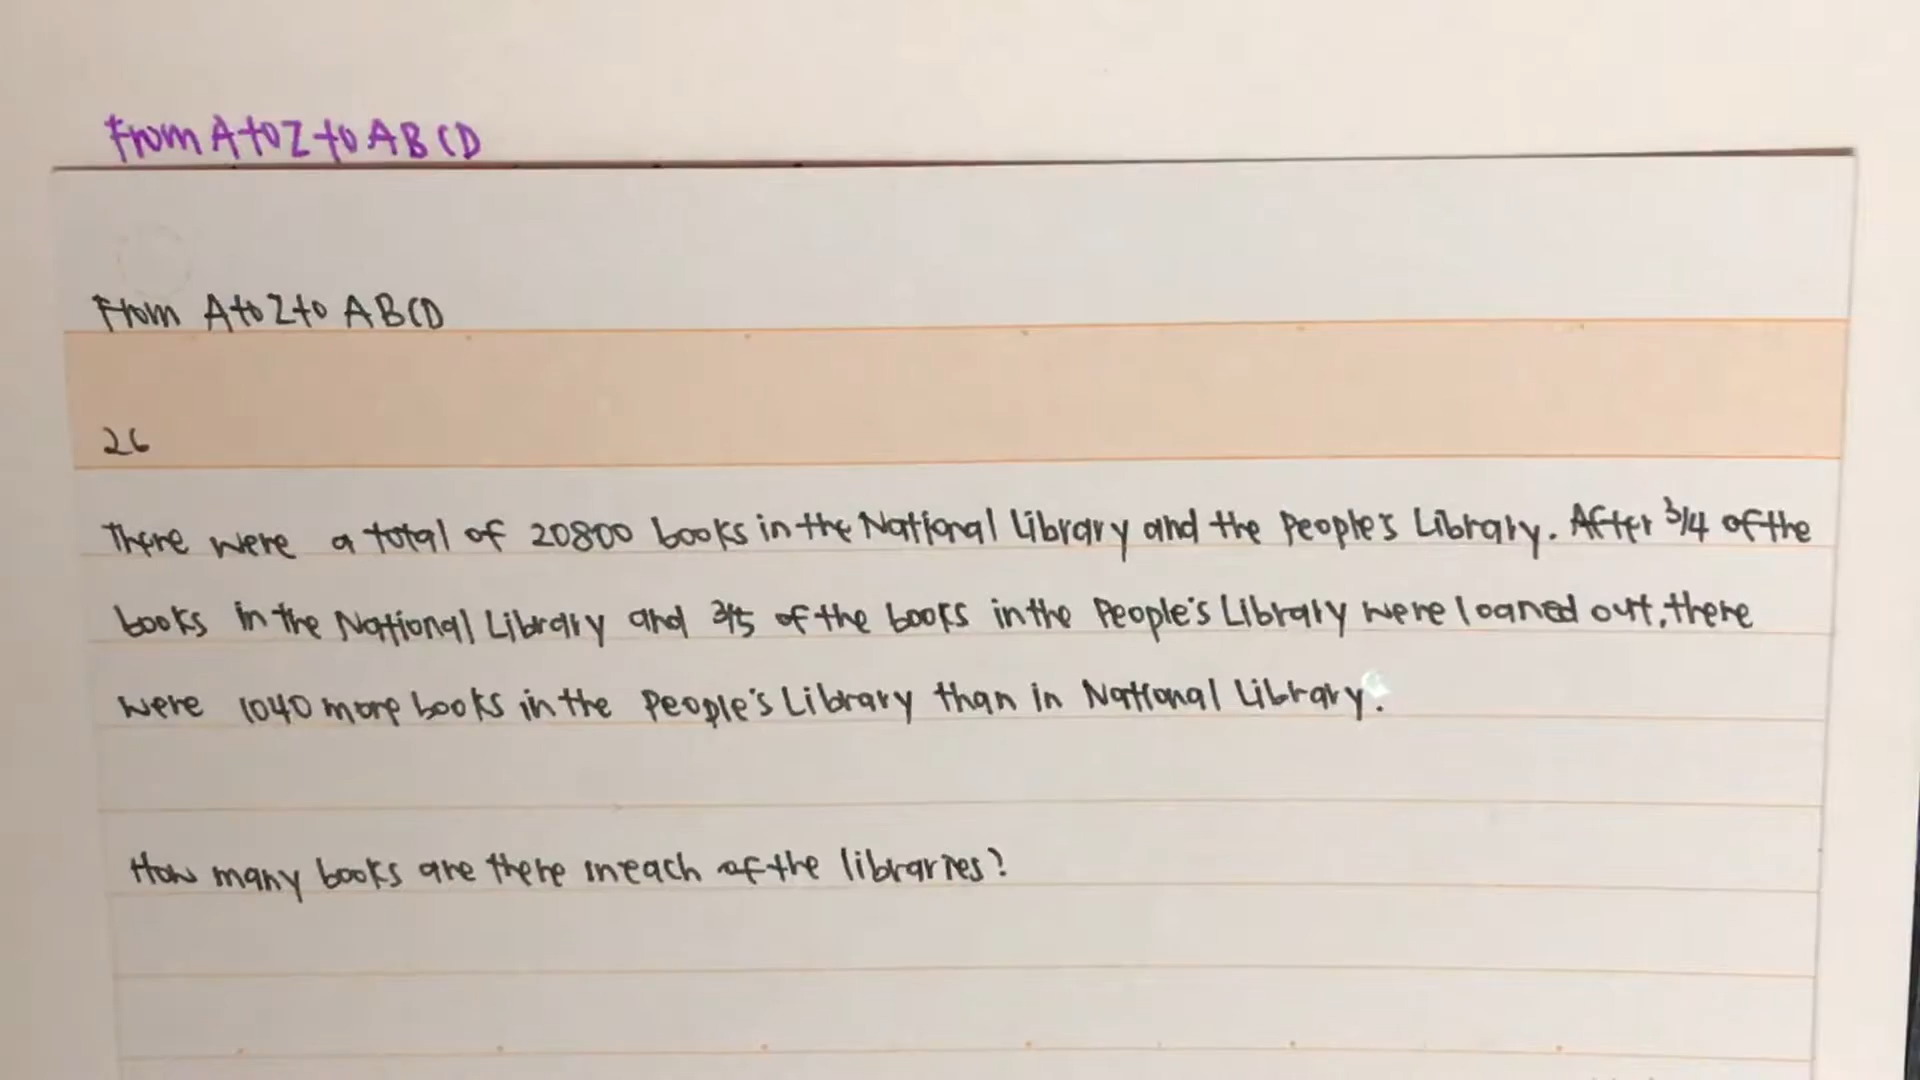 From A to Z to ABCD
From A to Z to ABCD
26
There were a total of 20800 books in the National Library and the People's Library. After 3/4 of the
books in the National Library and 3/5 of the books in the People's Library were loaned out, there
were 1040 more books in the People's Library than in National Library.
How many books are there in each of the libraries?